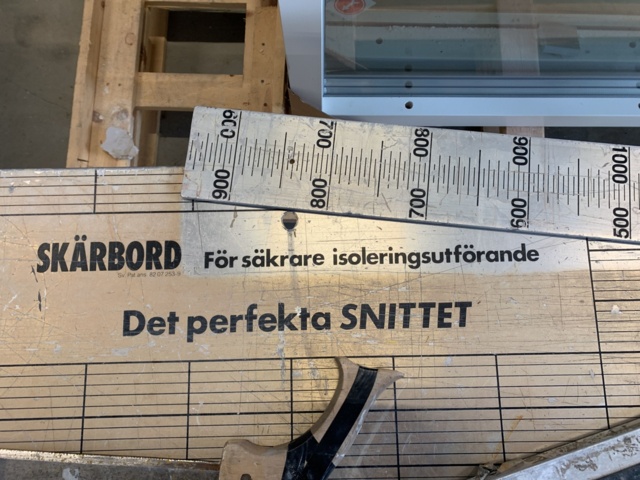 600 700 800 900 1000
900 800 700 600 500
SKÄRBORD För säkrare isoleringsutförande
Det perfekta SNITTET